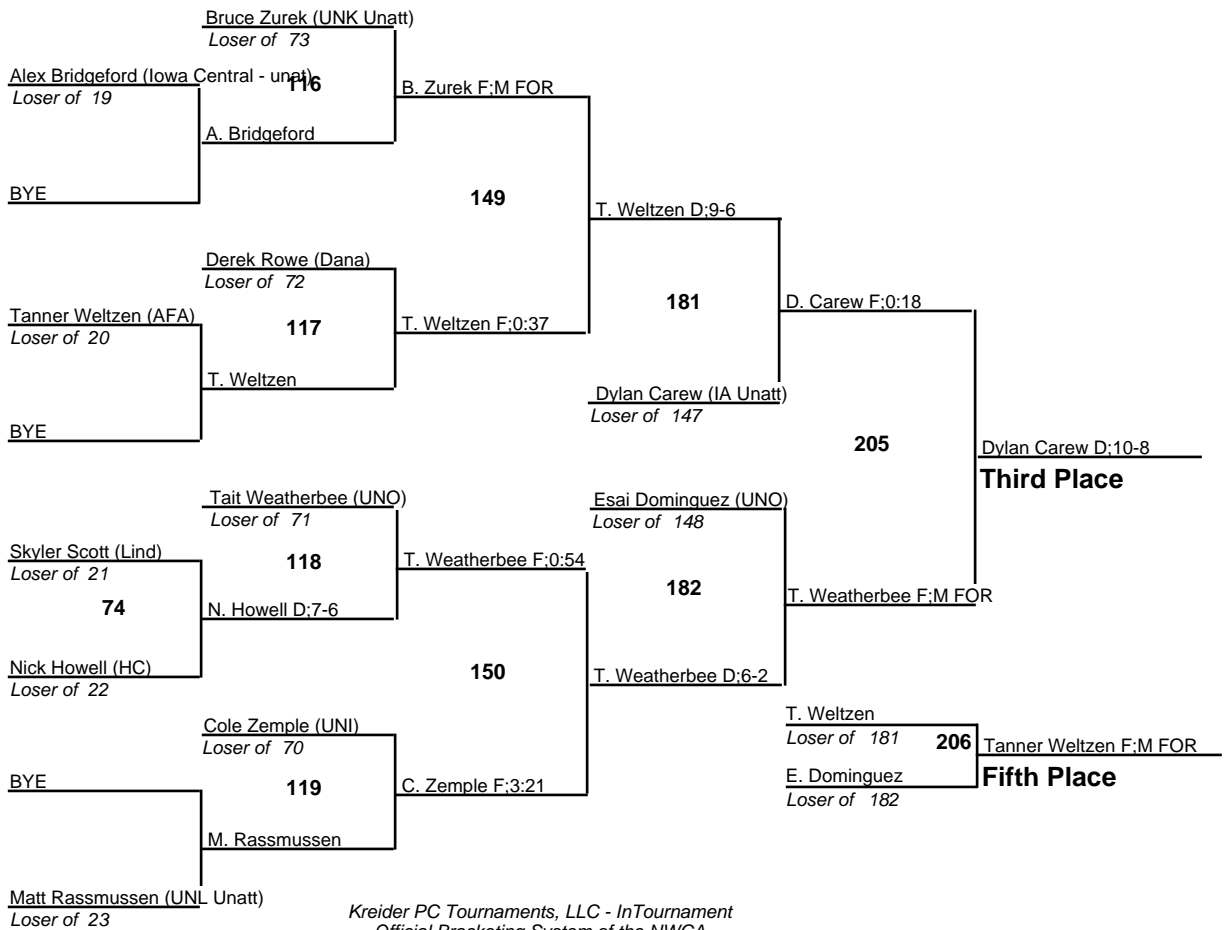 Bruce Zurek (UNK Unatt)
Loser of 73
Alex Bridgeford (Iowa Central - unat)
116
Loser of 19
B. Zurek F;M FOR
A. Bridgeford
BYE
149
T. Weltzen D;9-6
Derek Rowe (Dana)
Loser of 72
181
D. Carew F;0:18
Tanner Weltzen (AFA)
Loser of 20
117
T. Weltzen F;0:37
T. Weltzen
Dylan Carew (IA Unatt)
Loser of 147
BYE
205
Dylan Carew D;10-8
Third Place
Tait Weatherbee (UNO)
Loser of 71
Esai Dominguez (UNO)
Loser of 148
Skyler Scott (Lind)
Loser of 21
118
T. Weatherbee F;0:54
182
74
N. Howell D;7-6
T. Weatherbee F;M FOR
Nick Howell (HC)
Loser of 22
150
T. Weatherbee D;6-2
Cole Zemple (UNI)
Loser of 70
T. Weltzen
Loser of 181
206
Tanner Weltzen F;M FOR
Fifth Place
E. Dominguez
Loser of 182
BYE
119
C. Zemple F;3:21
M. Rassmussen
Matt Rassmussen (UNL Unatt)
Loser of 23
Kreider PC Tournaments, LLC - InTournament
Official Bracketing System of the NWCA